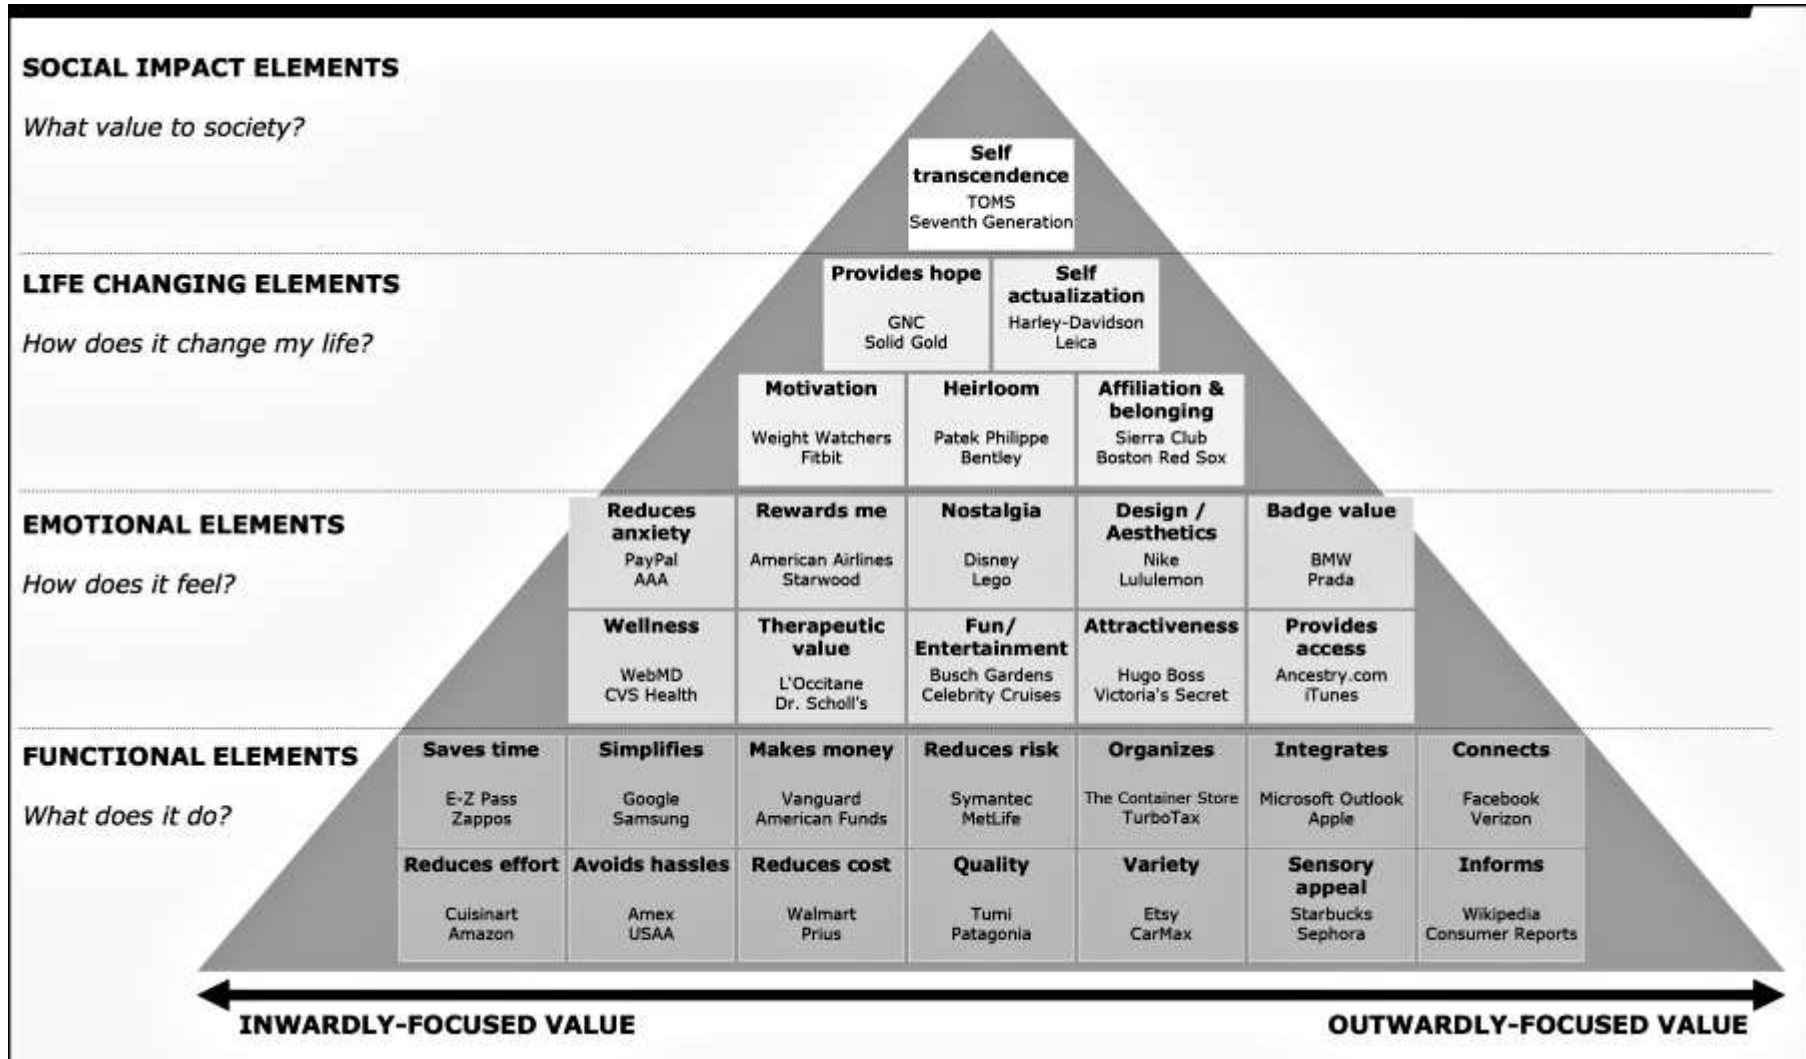 SOCIAL IMPACT ELEMENTS
What value to society?
Self
transcendence
TOMS
Seventh Generation
LIFE CHANGING ELEMENTS
How does it change my life?
Provides hope
GNC
Solid Gold
Self
actualization
Harley-Davidson
Leica
Motivation
Weight Watchers
Fitbit
Heirloom
Patek Philippe
Bentley
Affiliation &
belonging
Sierra Club
Boston Red Sox
EMOTIONAL ELEMENTS
How does it feel?
Reduces
anxiety
PayPal
AAA
Rewards me
American Airlines
Starwood
Nostalgia
Disney
Lego
Design /
Aesthetics
Nike
Lululemon
Badge value
BMW
Prada
Wellness
WebMD
CVS Health
Therapeutic
value
L'Occitane
Dr. Scholl's
Fun/
Entertainment
Busch Gardens
Celebrity Cruises
Attractiveness
Hugo Boss
Victoria's Secret
Provides
access
Ancestry.com
iTunes
FUNCTIONAL ELEMENTS
What does it do?
Saves time
E-Z Pass
Zappos
Simplifies
Google
Samsung
Makes money
Vanguard
American Funds
Reduces risk
Symantec
MetLife
Organizes
The Container Store
TurboTax
Integrates
Microsoft Outlook
Apple
Connects
Facebook
Verizon
Reduces effort
Cuisinart
Amazon
Avoids hassles
Amex
USAA
Reduces cost
Walmart
Prius
Quality
Tumi
Patagonia
Variety
Etsy
CarMax
Sensory
appeal
Starbucks
Sephora
Informs
Wikipedia
Consumer Reports
INWARDLY-FOCUSED VALUE
OUTWARDLY-FOCUSED VALUE